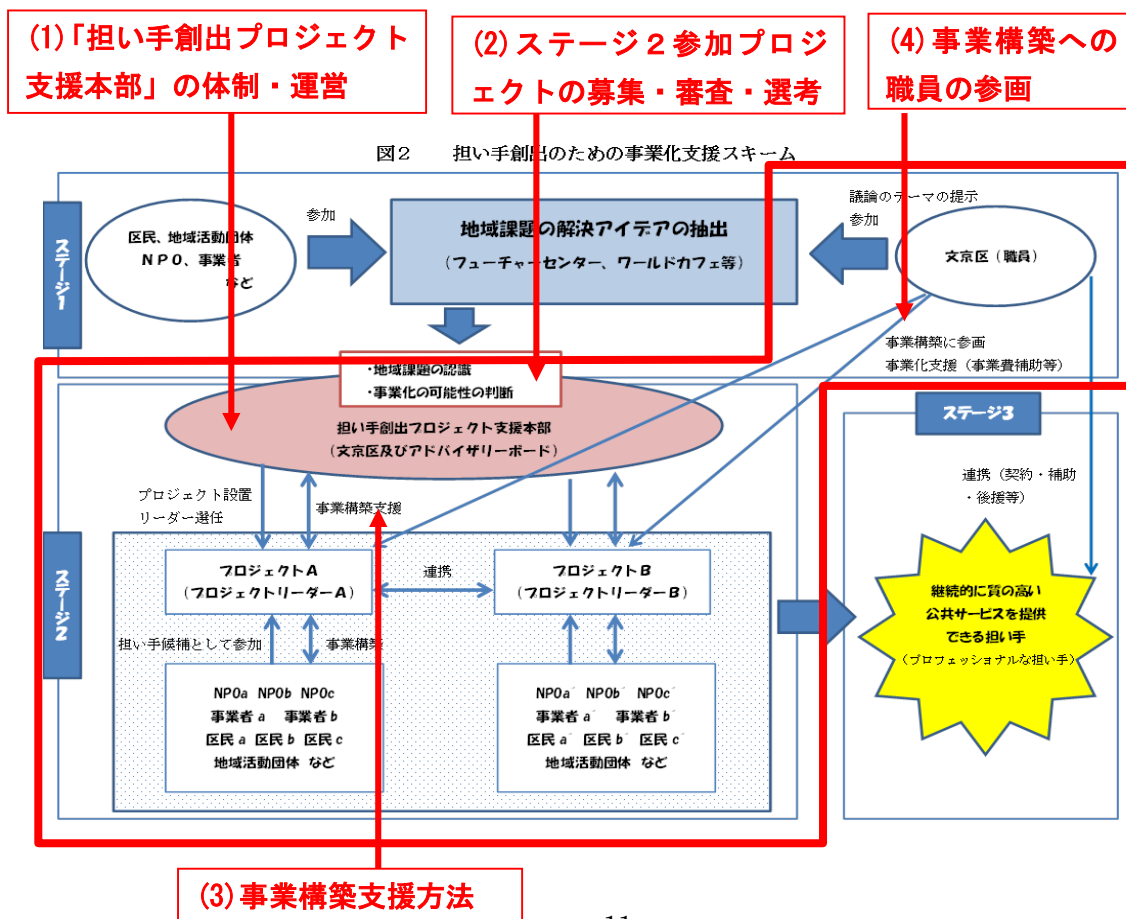 (1)「担い手創出プロジェクト
支援本部」の体制・運営
(2)ステージ２参加プロジ
ェクトの募集・審査・選考
(4)事業構築への
職員の参画
図２　担い手創出のための事業化支援スキーム
ステージ1
区民、地域活動団体
ＮＰＯ、事業者
など
参加
地域課題の解決アイデアの抽出
（フューチャーセンター、ワールドカフェ等）
議論のテーマの提示
参加
文京区（職員）
事業構築に参画
事業化支援（事業費補助等）
・地域課題の認識
・事業化の可能性の判断
担い手創出プロジェクト支援本部
（文京区及びアドバイザリーボード）
ステージ2
プロジェクト設置
リーダー選任
事業構築支援
プロジェクトA
（プロジェクトリーダーA）
連携
プロジェクトB
（プロジェクトリーダーB）
担い手候補として参加
事業構築
NPOa NPOb NPOc
事業者a 事業者b
区民a 区民b 区民c
地域活動団体 など
NPOa´ NPOb´ NPOc´
事業者a´ 事業者b´
区民a´ 区民b´ 区民c´
地域活動団体 など
ステージ3
連携（契約・補助
・後援等）
継続的に質の高い
公共サービスを提供
できる担い手
（プロフェッショナルな担い手）
(3)事業構築支援方法
11